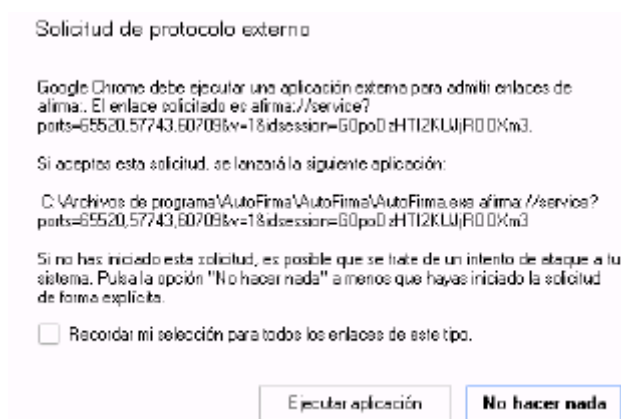 Solicitud de protocolo externo
Google Chrome debe ejecutar una aplicación externa para admitir enlaces de
afirma:. El enlace solicitado es afirma://service?
ports=65520,57743,60709&v=1&idsession=
Si aceptas esta solicitud, se lanzará la siguiente aplicación:
C:\Archivos de programa\AutoFirma\AutoFirma\AutoFirma.exe afirma://service?
ports=65520,57743,60709&v=1&idsession=
Si no has iniciado esta solicitud, es posible que se trate de un intento de ataque a tu
sistema. Pulsa la opción "No hacer nada" a menos que hayas iniciado la solicitud
de forma explícita.
Recordar mi selección para todos los enlaces de este tipo.
Ejecutar aplicación
No hacer nada